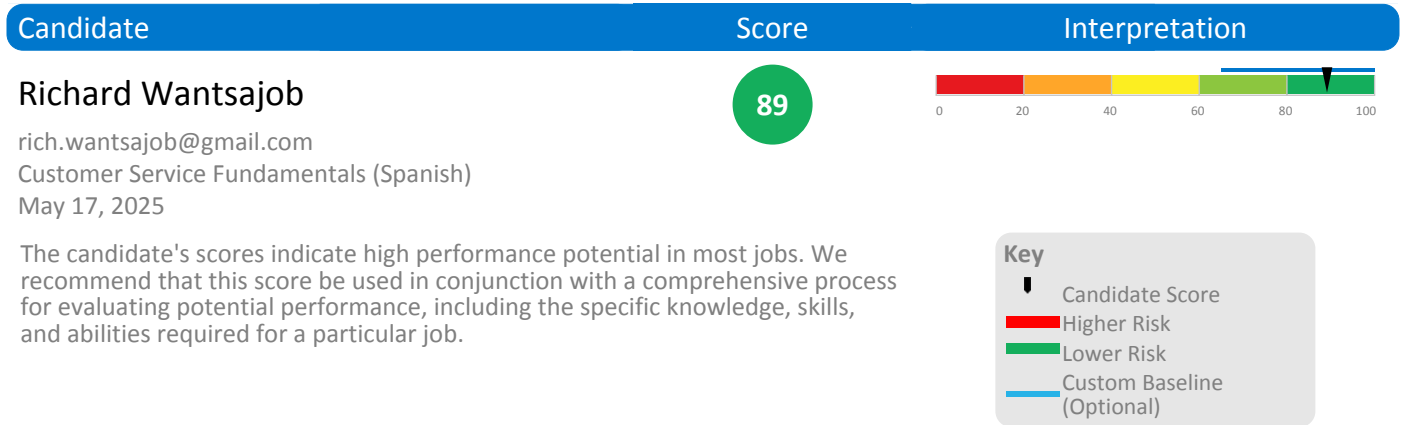 Candidate Score Interpretation
Richard Wantsajob
89
0 20 40 60 80 100
rich.wantsajob@gmail.com
Customer Service Fundamentals (Spanish)
May 17, 2025
The candidate's scores indicate high performance potential in most jobs. We
recommend that this score be used in conjunction with a comprehensive process
for evaluating potential performance, including the specific knowledge, skills,
and abilities required for a particular job.
Key
Candidate Score
Higher Risk
Lower Risk
Custom Baseline
(Optional)